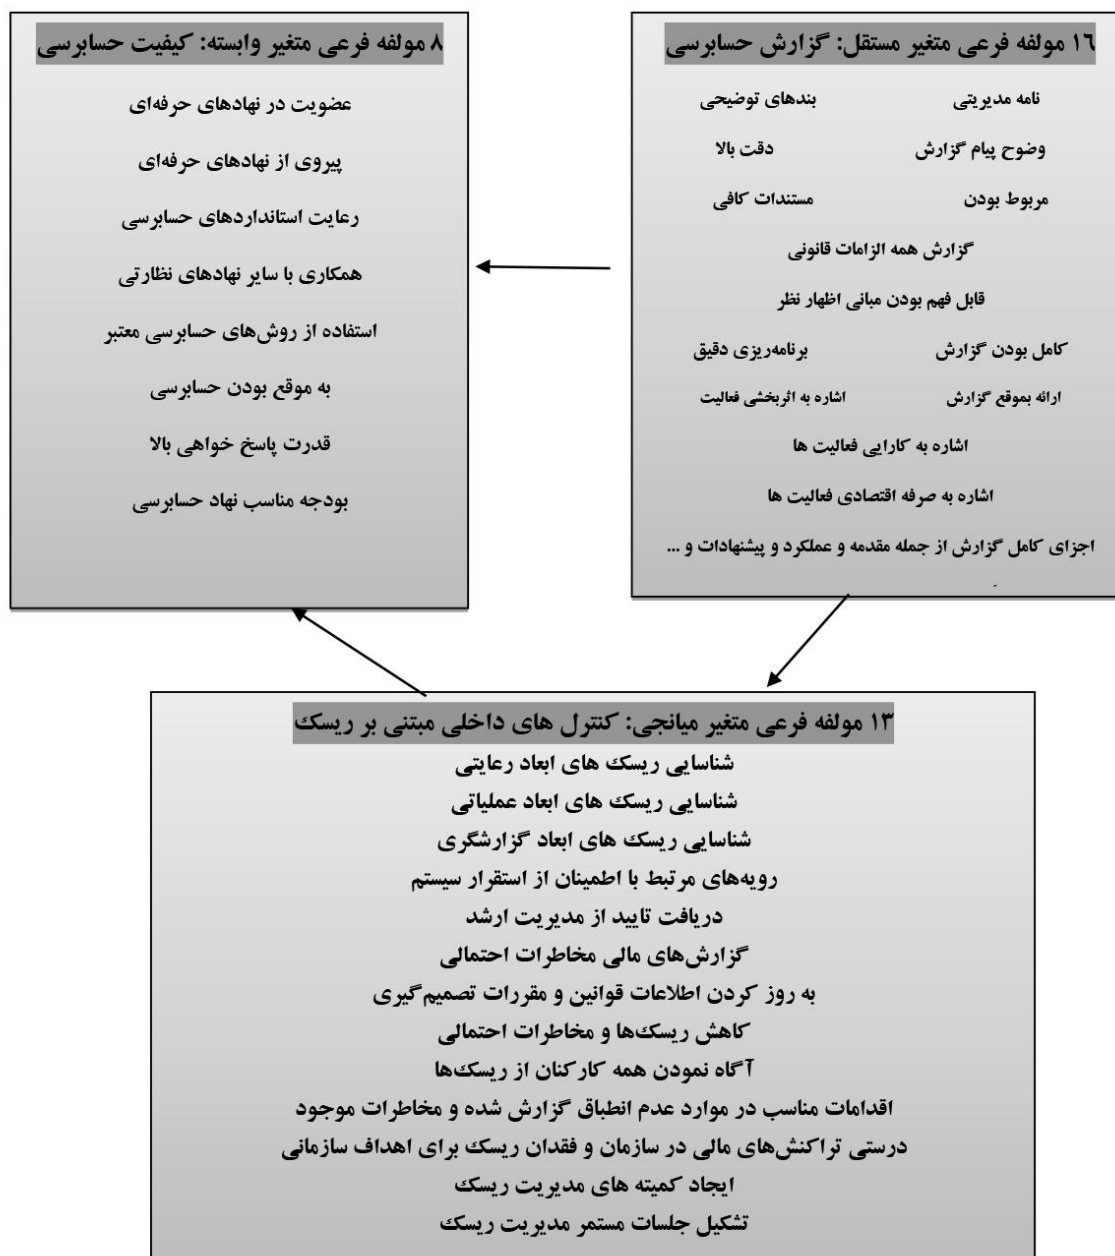 ۱۶ مولفه فرعی متغیر مستقل: گزارش حسابرسی
نامه مدیریتی بندهای توضیحی
وضوح پیام گزارش دقت بالا
مربوط بودن مستندات کافی
گزارش همه الزامات قانونی
قابل فهم بودن مبانی اظهار نظر
کامل بودن گزارش برنامه‌ریزی دقیق
ارائه بموقع گزارش اشاره به اثربخشی فعالیت
اشاره به کارایی فعالیت ها
اشاره به صرفه اقتصادی فعالیت ها
اجزای کامل گزارش از جمله مقدمه و عملکرد و پیشنهادات و ...
۸ مولفه فرعی متغیر وابسته: کیفیت حسابرسی
عضویت در نهادهای حرفه‌ای
پیروی از نهادهای حرفه‌ای
رعایت استانداردهای حسابرسی
همکاری با سایر نهادهای نظارتی
استفاده از روش‌های حسابرسی معتبر
به موقع بودن حسابرسی
قدرت پاسخ خواهی بالا
بودجه مناسب نهاد حسابرسی
۱۳ مولفه فرعی متغیر میانجی: کنترل های داخلی مبتنی بر ریسک
شناسایی ریسک های ابعاد رعایتی
شناسایی ریسک های ابعاد عملیاتی
شناسایی ریسک های ابعاد گزارشگری
رویه‌های مرتبط با اطمینان از استقرار سیستم
دریافت تایید از مدیریت ارشد
گزارش‌های مالی مخاطرات احتمالی
به روز کردن اطلاعات قوانین و مقررات تصمیم‌گیری
کاهش ریسک‌ها و مخاطرات احتمالی
آگاه نمودن همه کارکنان از ریسک‌ها
اقدامات مناسب در موارد عدم انطباق گزارش شده و مخاطرات موجود
درستی تراکنش‌های مالی در سازمان و فقدان ریسک برای اهداف سازمانی
ایجاد کمیته های مدیریت ریسک
تشکیل جلسات مستمر مدیریت ریسک